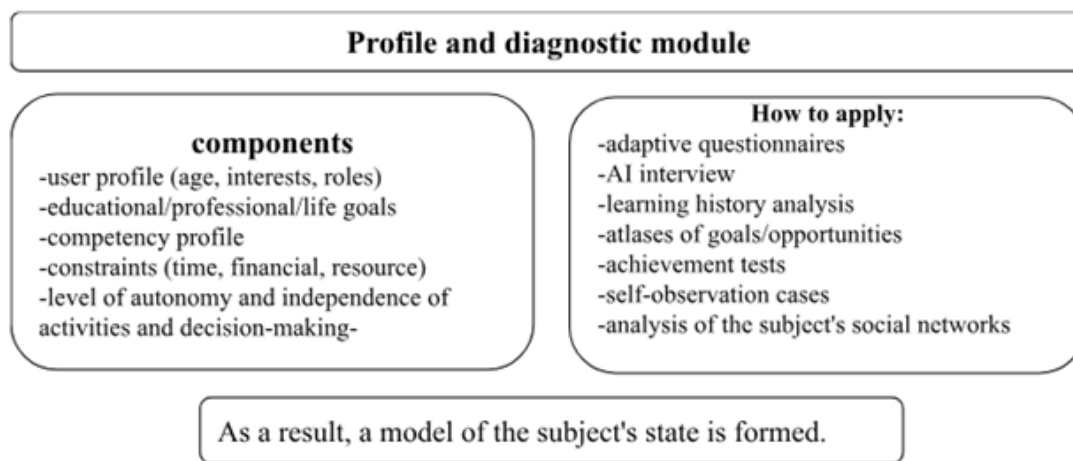 Profile and diagnostic module
components
-user profile (age, interests, roles)
-educational/professional/life goals
-competency profile
-constraints (time, financial, resource)
-level of autonomy and independence of
activities and decision-making-
How to apply:
-adaptive questionnaires
-AI interview
-learning history analysis
-atlases of goals/opportunities
-achievement tests
-self-observation cases
-analysis of the subject's social networks
As a result, a model of the subject's state is formed.